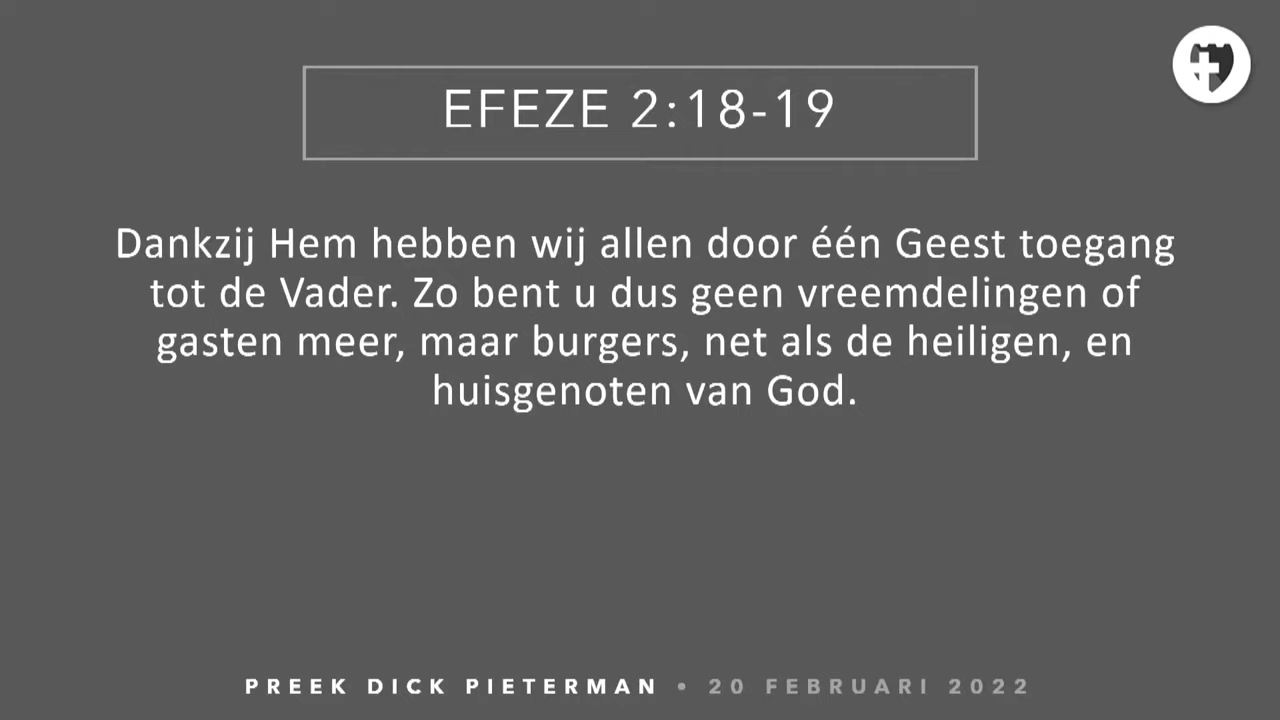 EFEZE 2:18-19
Dankzij Hem hebben wij allen door één Geest toegang
tot de Vader. Zo bent u dus geen vreemdelingen of
gasten meer, maar burgers, net als de heiligen, en
huisgenoten van God.
PREEK DICK PIETERMAN • 20 FEBRUARI 2022